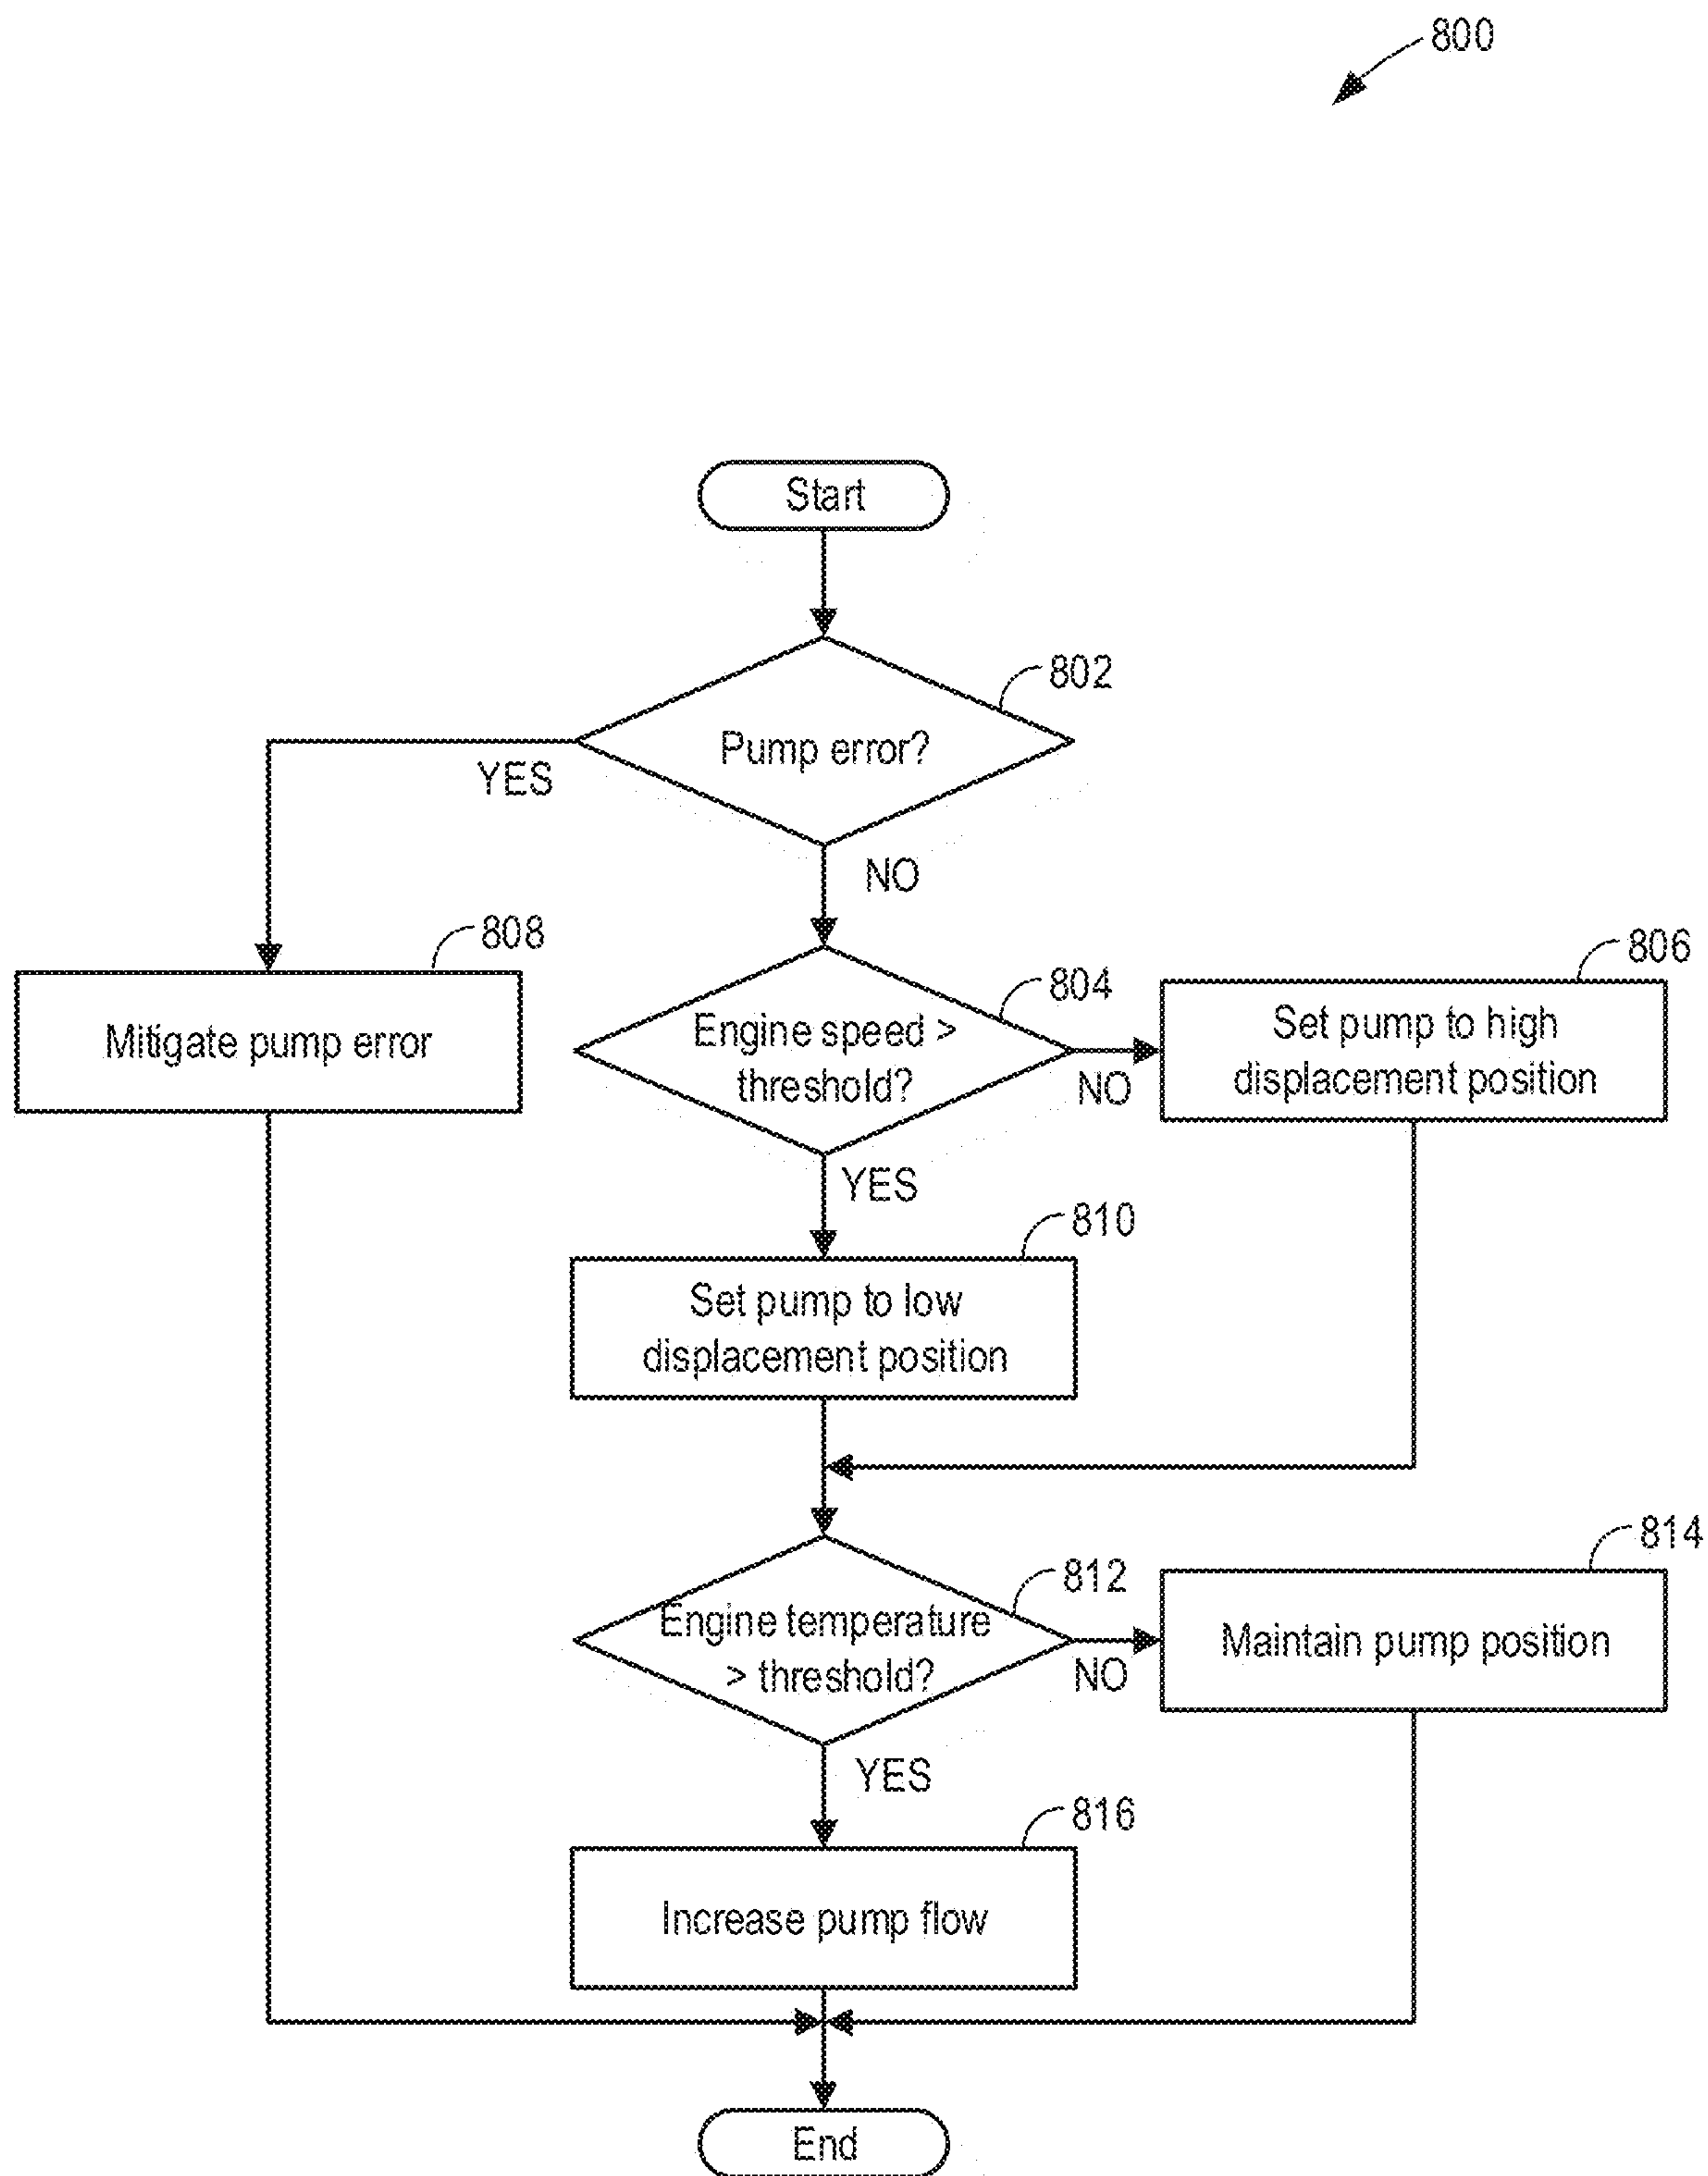 800
Start
802
Pump error?
YES
NO
808
Mitigate pump error
804
Engine speed >
threshold?
NO
806
Set pump to high
displacement position
YES
810
Set pump to low
displacement position
812
Engine temperature
> threshold?
NO
814
Maintain pump position
YES
816
Increase pump flow
End